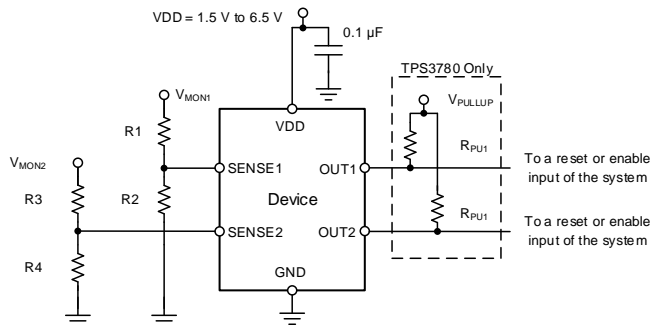 VDD = 1.5 V to 6.5 V
0.1 µF
TPS3780 Only
VMON1
VPULLUP
R1
VDD
RPU1
VMON2
SENSE1
OUT1
To a reset or enable
input of the system
R3
R2
Device
RPU1
SENSE2
OUT2
To a reset or enable
input of the system
R4
GND